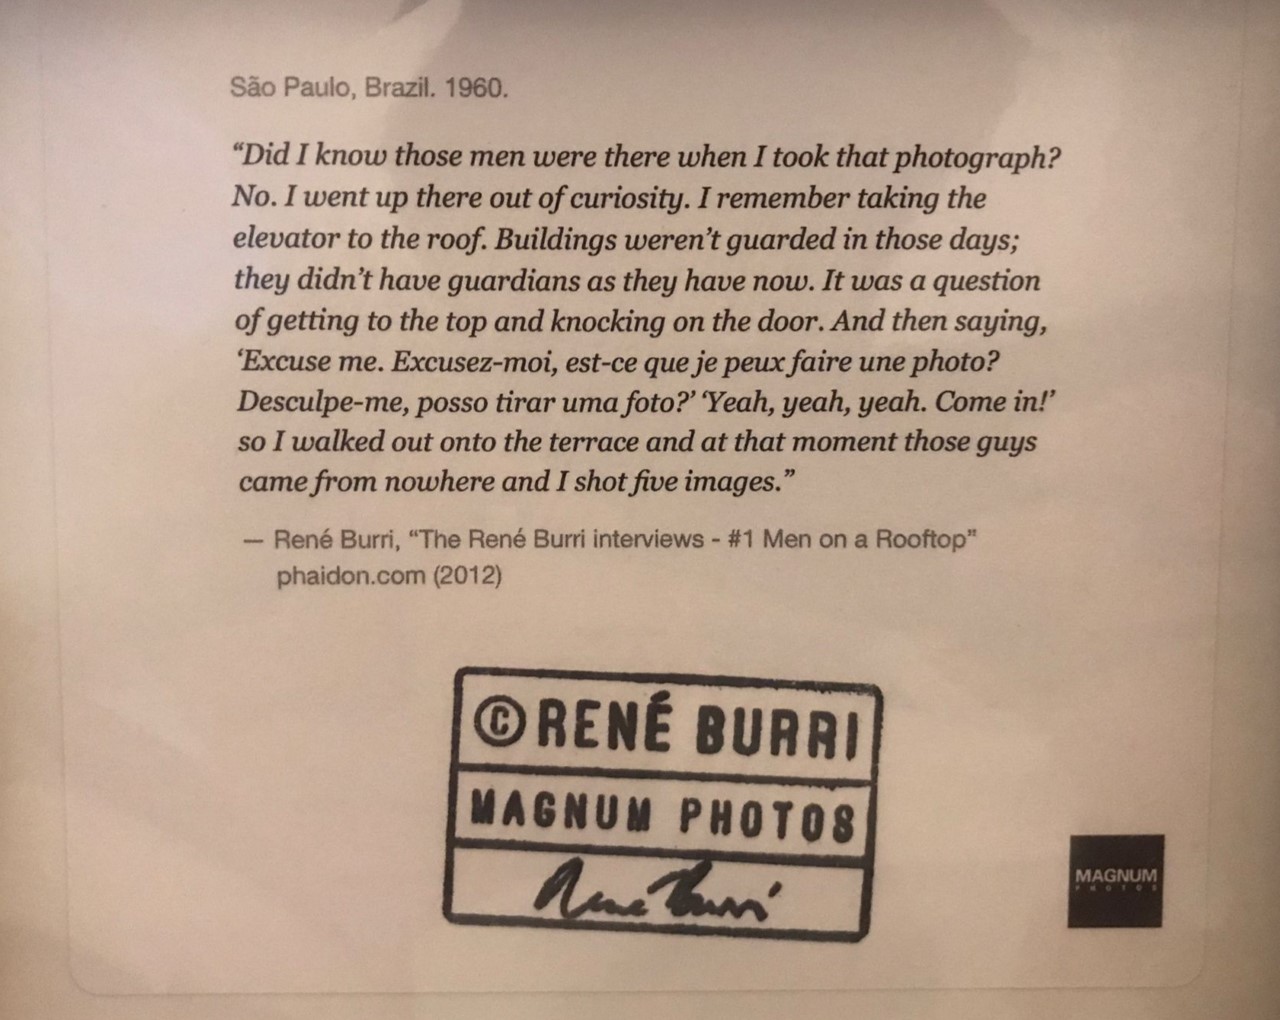 São Paulo, Brazil. 1960.
“Did I know those men were there when I took that photograph?
No. I went up there out of curiosity. I remember taking the
elevator to the roof. Buildings weren’t guarded in those days;
they didn’t have guardians as they have now. It was a question
of getting to the top and knocking on the door. And then saying,
‘Excuse me. Excusez-moi, est-ce que je peux faire une photo?
Desculpe-me, posso tirar uma foto?’ ‘Yeah, yeah, yeah. Come in!’
so I walked out onto the terrace and at that moment those guys
came from nowhere and I shot five images.”
— René Burri, “The René Burri interviews - #1 Men on a Rooftop”
phaidon.com (2012)
© RENÉ BURRI
MAGNUM PHOTOS
René Burri
MAGNUM
PHOTOS